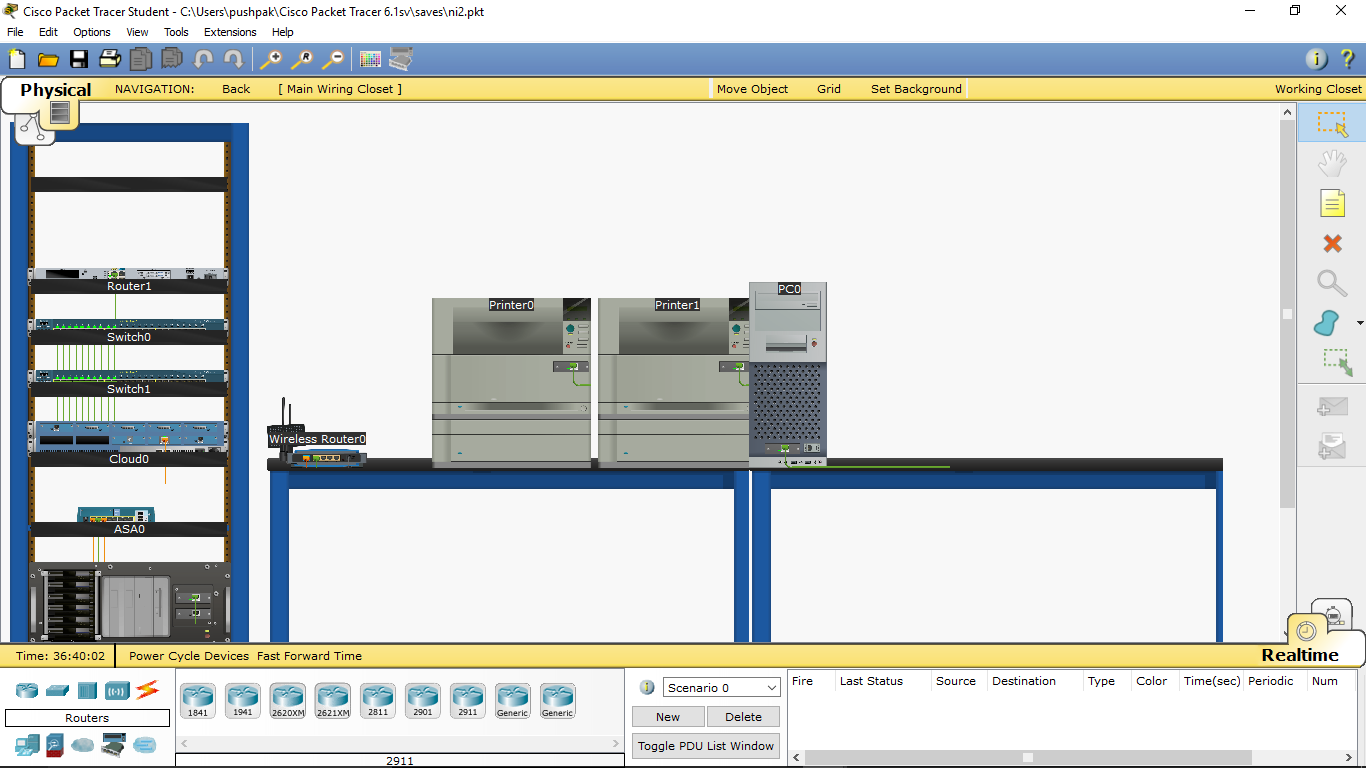 Cisco Packet Tracer Student - C:\Users\pushpak\Cisco Packet Tracer 6.1sv\saves\ni2.pkt
File Edit Options View Tools Extensions Help
Physical NAVIGATION: Back [ Main Wiring Closet ] Move Object Grid Set Background Working Closet
Router1
Switch0
Switch1
Cloud0
ASA0
Wireless Router0
Printer0
Printer1
PC0
Time: 36:40:02 Power Cycle Devices Fast Forward Time Realtime
Routers
1841 1941 2620XM 2621XM 2811 2901 2911 Generic Generic
2911
Scenario 0
New Delete
Toggle PDU List Window
Fire Last Status Source Destination Type Color Time(sec) Periodic Num